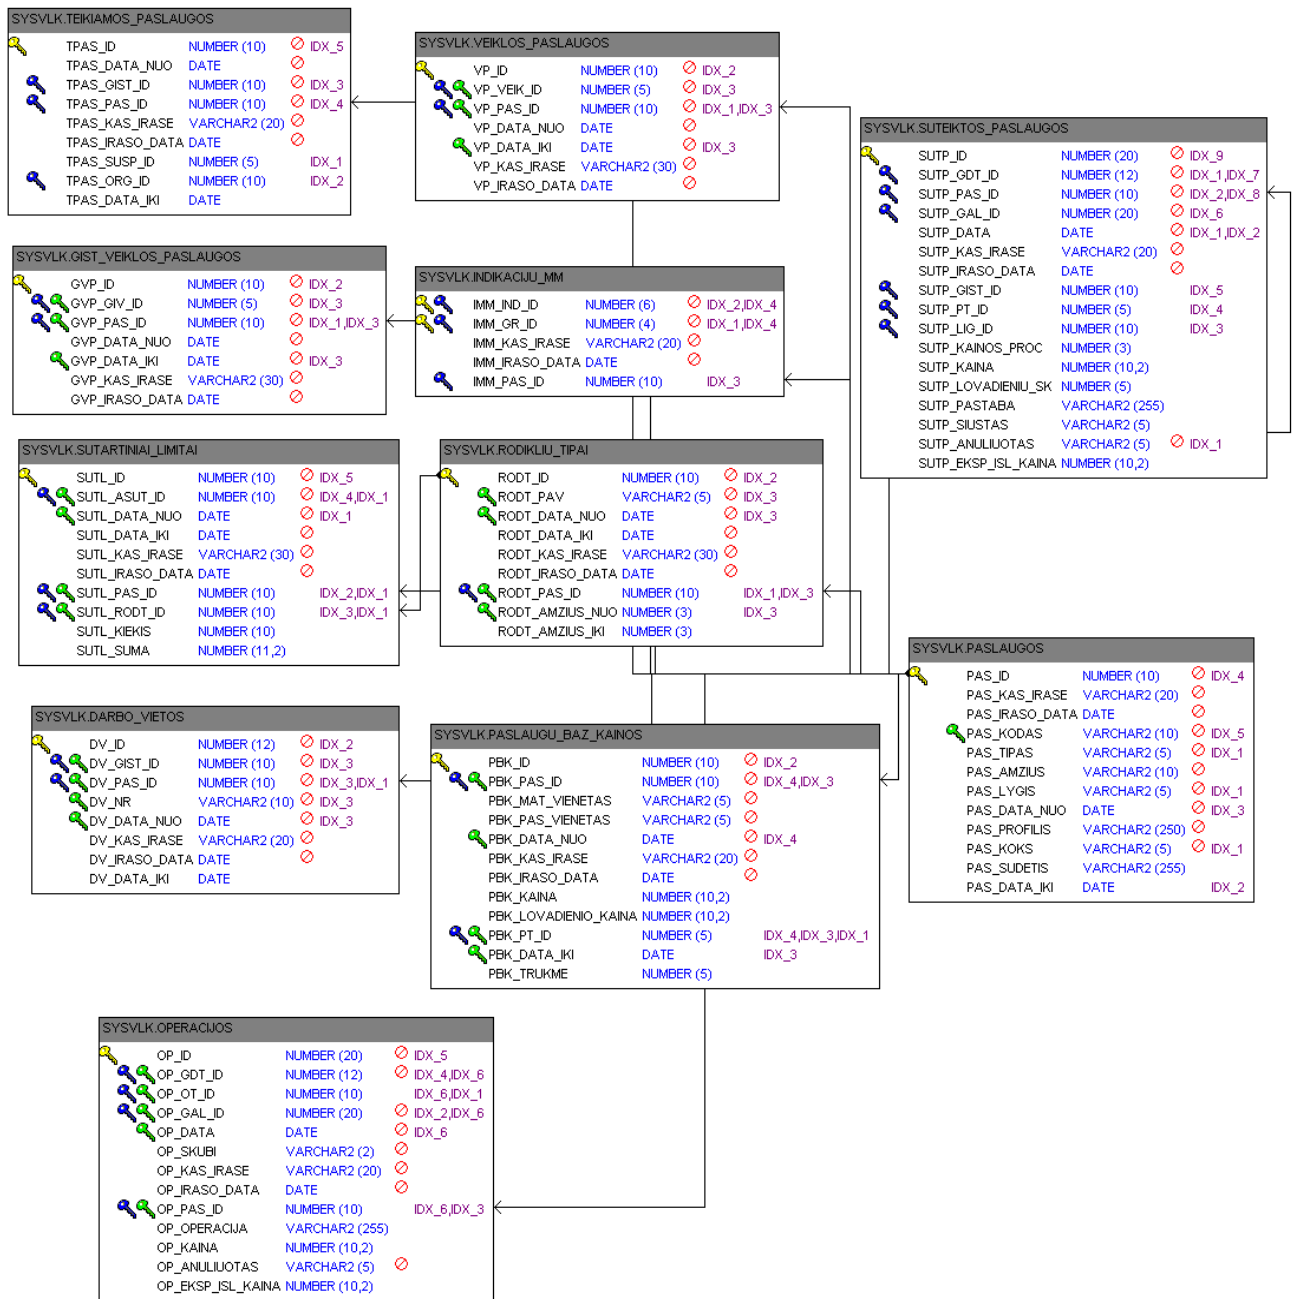 SYSVLK.TEIKIAMOS_PASLAUGOS
TPAS_ID NUMBER (10) IDX_5
TPAS_DATA_NUO DATE
TPAS_GIST_ID NUMBER (10) IDX_3
TPAS_PAS_ID NUMBER (10) IDX_4
TPAS_KAS_IRASE VARCHAR2 (20)
TPAS_IRASO_DATA DATE
TPAS_SUSP_ID NUMBER (5) IDX_1
TPAS_ORG_ID NUMBER (10) IDX_2
TPAS_DATA_IKI DATE
SYSVLK.VEIKLOS_PASLAUGOS
VP_ID NUMBER (10) IDX_2
VP_VEIK_ID NUMBER (5) IDX_3
VP_PAS_ID NUMBER (10) IDX_1,IDX_3
VP_DATA_NUO DATE
VP_DATA_IKI DATE IDX_3
VP_KAS_IRASE VARCHAR2 (30)
VP_IRASO_DATA DATE
SYSVLK.SUTEIKTOS_PASLAUGOS
SUTP_ID NUMBER (20) IDX_9
SUTP_GDT_ID NUMBER (12) IDX_1,IDX_7
SUTP_PAS_ID NUMBER (10) IDX_2,IDX_8
SUTP_GAL_ID NUMBER (20) IDX_6
SUTP_DATA DATE IDX_1,IDX_2
SUTP_KAS_IRASE VARCHAR2 (20)
SUTP_IRASO_DATA DATE
SUTP_GIST_ID NUMBER (10) IDX_5
SUTP_PT_ID NUMBER (5) IDX_4
SUTP_LIG_ID NUMBER (10) IDX_3
SUTP_KAINOS_PROC NUMBER (3)
SUTP_KAINA NUMBER (10,2)
SUTP_LOVADIENIU_SK NUMBER (5)
SUTP_PASTABA VARCHAR2 (255)
SUTP_SIUSTAS VARCHAR2 (5)
SUTP_ANULIUOTAS VARCHAR2 (5) IDX_1
SUTP_EKSP_ISL_KAINA NUMBER (10,2)
SYSVLK.GIST_VEIKLOS_PASLAUGOS
GVP_ID NUMBER (10) IDX_2
GVP_GIV_ID NUMBER (5) IDX_3
GVP_PAS_ID NUMBER (10) IDX_1,IDX_3
GVP_DATA_NUO DATE
GVP_DATA_IKI DATE IDX_3
GVP_KAS_IRASE VARCHAR2 (30)
GVP_IRASO_DATA DATE
SYSVLK.INDIKACIJU_MM
IMM_IND_ID NUMBER (6) IDX_2,IDX_4
IMM_GR_ID NUMBER (4) IDX_1,IDX_4
IMM_KAS_IRASE VARCHAR2 (20)
IMM_IRASO_DATA DATE
IMM_PAS_ID NUMBER (10) IDX_3
SYSVLK.SUTARTINIAI_LIMITAI
SUTL_ID NUMBER (10) IDX_5
SUTL_ASUT_ID NUMBER (10) IDX_4,IDX_1
SUTL_DATA_NUO DATE IDX_1
SUTL_DATA_IKI DATE
SUTL_KAS_IRASE VARCHAR2 (30)
SUTL_IRASO_DATA DATE
SUTL_PAS_ID NUMBER (10) IDX_2,IDX_1
SUTL_RODT_ID NUMBER (10) IDX_3,IDX_1
SUTL_KIEKIS NUMBER (10)
SUTL_SUMA NUMBER (11,2)
SYSVLK.RODIKLIU_TIPAI
RODT_ID NUMBER (10) IDX_2
RODT_PAV VARCHAR2 (5) IDX_3
RODT_DATA_NUO DATE IDX_3
RODT_DATA_IKI DATE
RODT_KAS_IRASE VARCHAR2 (30)
RODT_IRASO_DATA DATE
RODT_PAS_ID NUMBER (10) IDX_1,IDX_3
RODT_AMZIUS_NUO NUMBER (3) IDX_3
RODT_AMZIUS_IKI NUMBER (3)
SYSVLK.PASLAUGOS
PAS_ID NUMBER (10) IDX_4
PAS_KAS_IRASE VARCHAR2 (20)
PAS_IRASO_DATA DATE
PAS_KODAS VARCHAR2 (10) IDX_5
PAS_TIPAS VARCHAR2 (5) IDX_1
PAS_AMZIUS VARCHAR2 (10)
PAS_LYGIS VARCHAR2 (5) IDX_1
PAS_DATA_NUO DATE IDX_3
PAS_PROFILIS VARCHAR2 (250)
PAS_KOKS VARCHAR2 (5) IDX_1
PAS_SUDETIS VARCHAR2 (255)
PAS_DATA_IKI DATE IDX_2
SYSVLK.DARBO_VIETOS
DV_ID NUMBER (12) IDX_2
DV_GIST_ID NUMBER (10) IDX_3
DV_PAS_ID NUMBER (10) IDX_3,IDX_1
DV_NR VARCHAR2 (10) IDX_3
DV_DATA_NUO DATE IDX_3
DV_KAS_IRASE VARCHAR2 (20)
DV_IRASO_DATA DATE
DV_DATA_IKI DATE
SYSVLK.PASLAUGU_BAZ_KAINOS
PBK_ID NUMBER (10) IDX_2
PBK_PAS_ID NUMBER (10) IDX_4,IDX_3
PBK_MAT_VIENETAS VARCHAR2 (5)
PBK_PAS_VIENETAS VARCHAR2 (5)
PBK_DATA_NUO DATE IDX_4
PBK_KAS_IRASE VARCHAR2 (20)
PBK_IRASO_DATA DATE
PBK_KAINA NUMBER (10,2)
PBK_LOVADIENIO_KAINA NUMBER (10,2)
PBK_PT_ID NUMBER (5) IDX_4,IDX_3,IDX_1
PBK_DATA_IKI DATE IDX_3
PBK_TRUKME NUMBER (5)
SYSVLK.OPERACIJOS
OP_ID NUMBER (20) IDX_5
OP_GDT_ID NUMBER (12) IDX_4,IDX_6
OP_OT_ID NUMBER (10) IDX_6,IDX_1
OP_GAL_ID NUMBER (20) IDX_2,IDX_6
OP_DATA DATE IDX_6
OP_SKUBI VARCHAR2 (2)
OP_KAS_IRASE VARCHAR2 (20)
OP_IRASO_DATA DATE
OP_PAS_ID NUMBER (10) IDX_6,IDX_3
OP_OPERACIJA VARCHAR2 (255)
OP_KAINA NUMBER (10,2)
OP_ANULIUOTAS VARCHAR2 (5)
OP_EKSP_ISL_KAINA NUMBER (10,2)